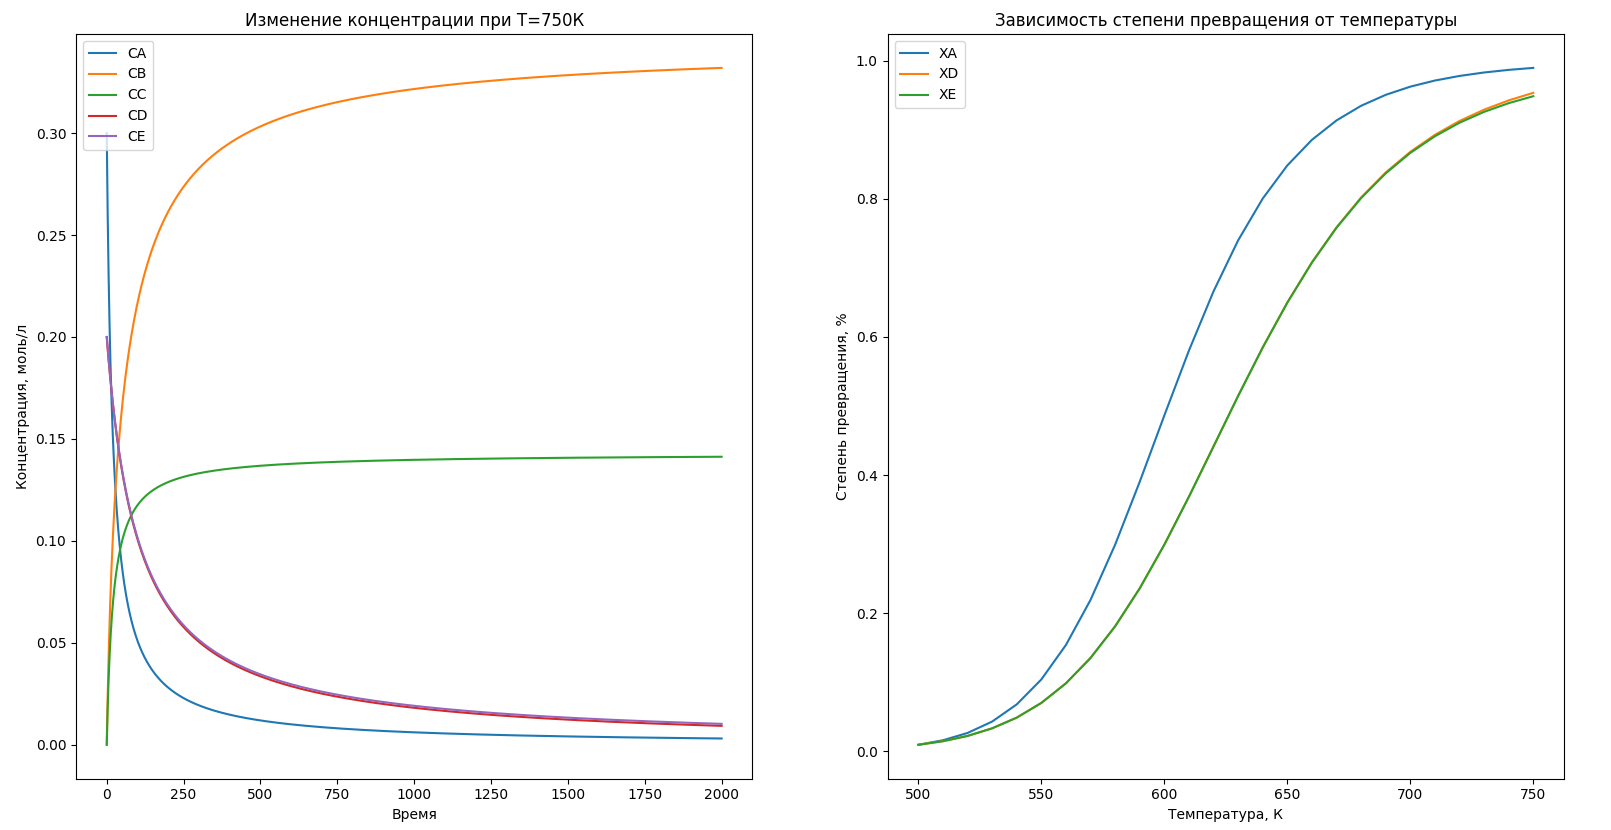 Изменение концентрации при T=750К
CA
CB
CC
CD
CE
0.30
0.25
0.20
0.15
0.10
0.05
0.00
Концентрация, моль/л
0 250 500 750 1000 1250 1500 1750 2000
Время
Зависимость степени превращения от температуры
XA
XD
XE
1.0
0.8
0.6
0.4
0.2
0.0
Степень превращения, %
500 550 600 650 700 750
Температура, К